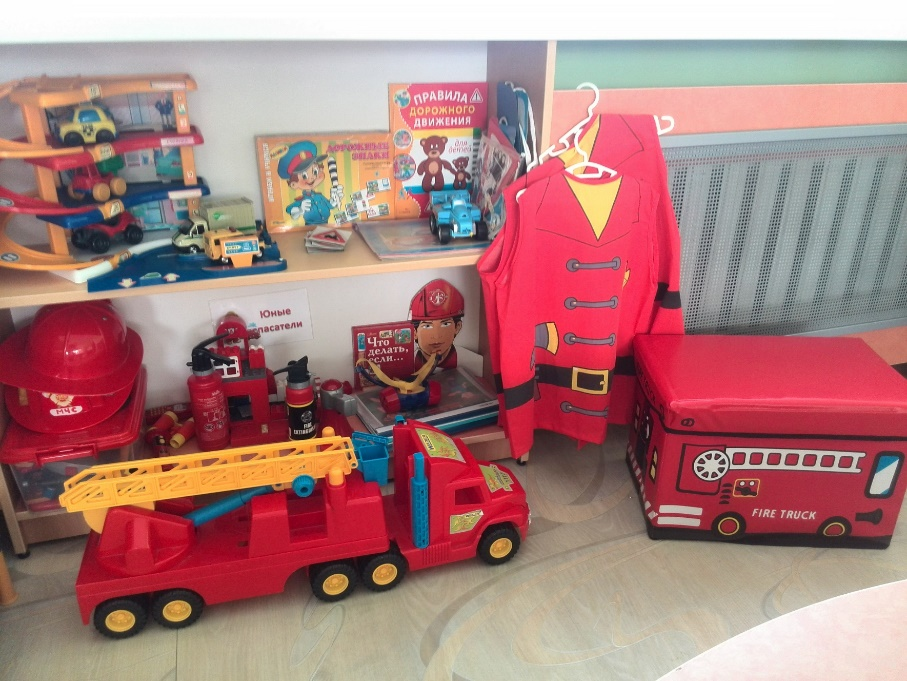 ПРАВИЛА
ДОРОЖНОГО
ДВИЖЕНИЯ
ДОРОЖНЫЕ
ЗНАКИ
Юные
спасатели
Что
делать,
если...
МЧС
FIRE TRUCK